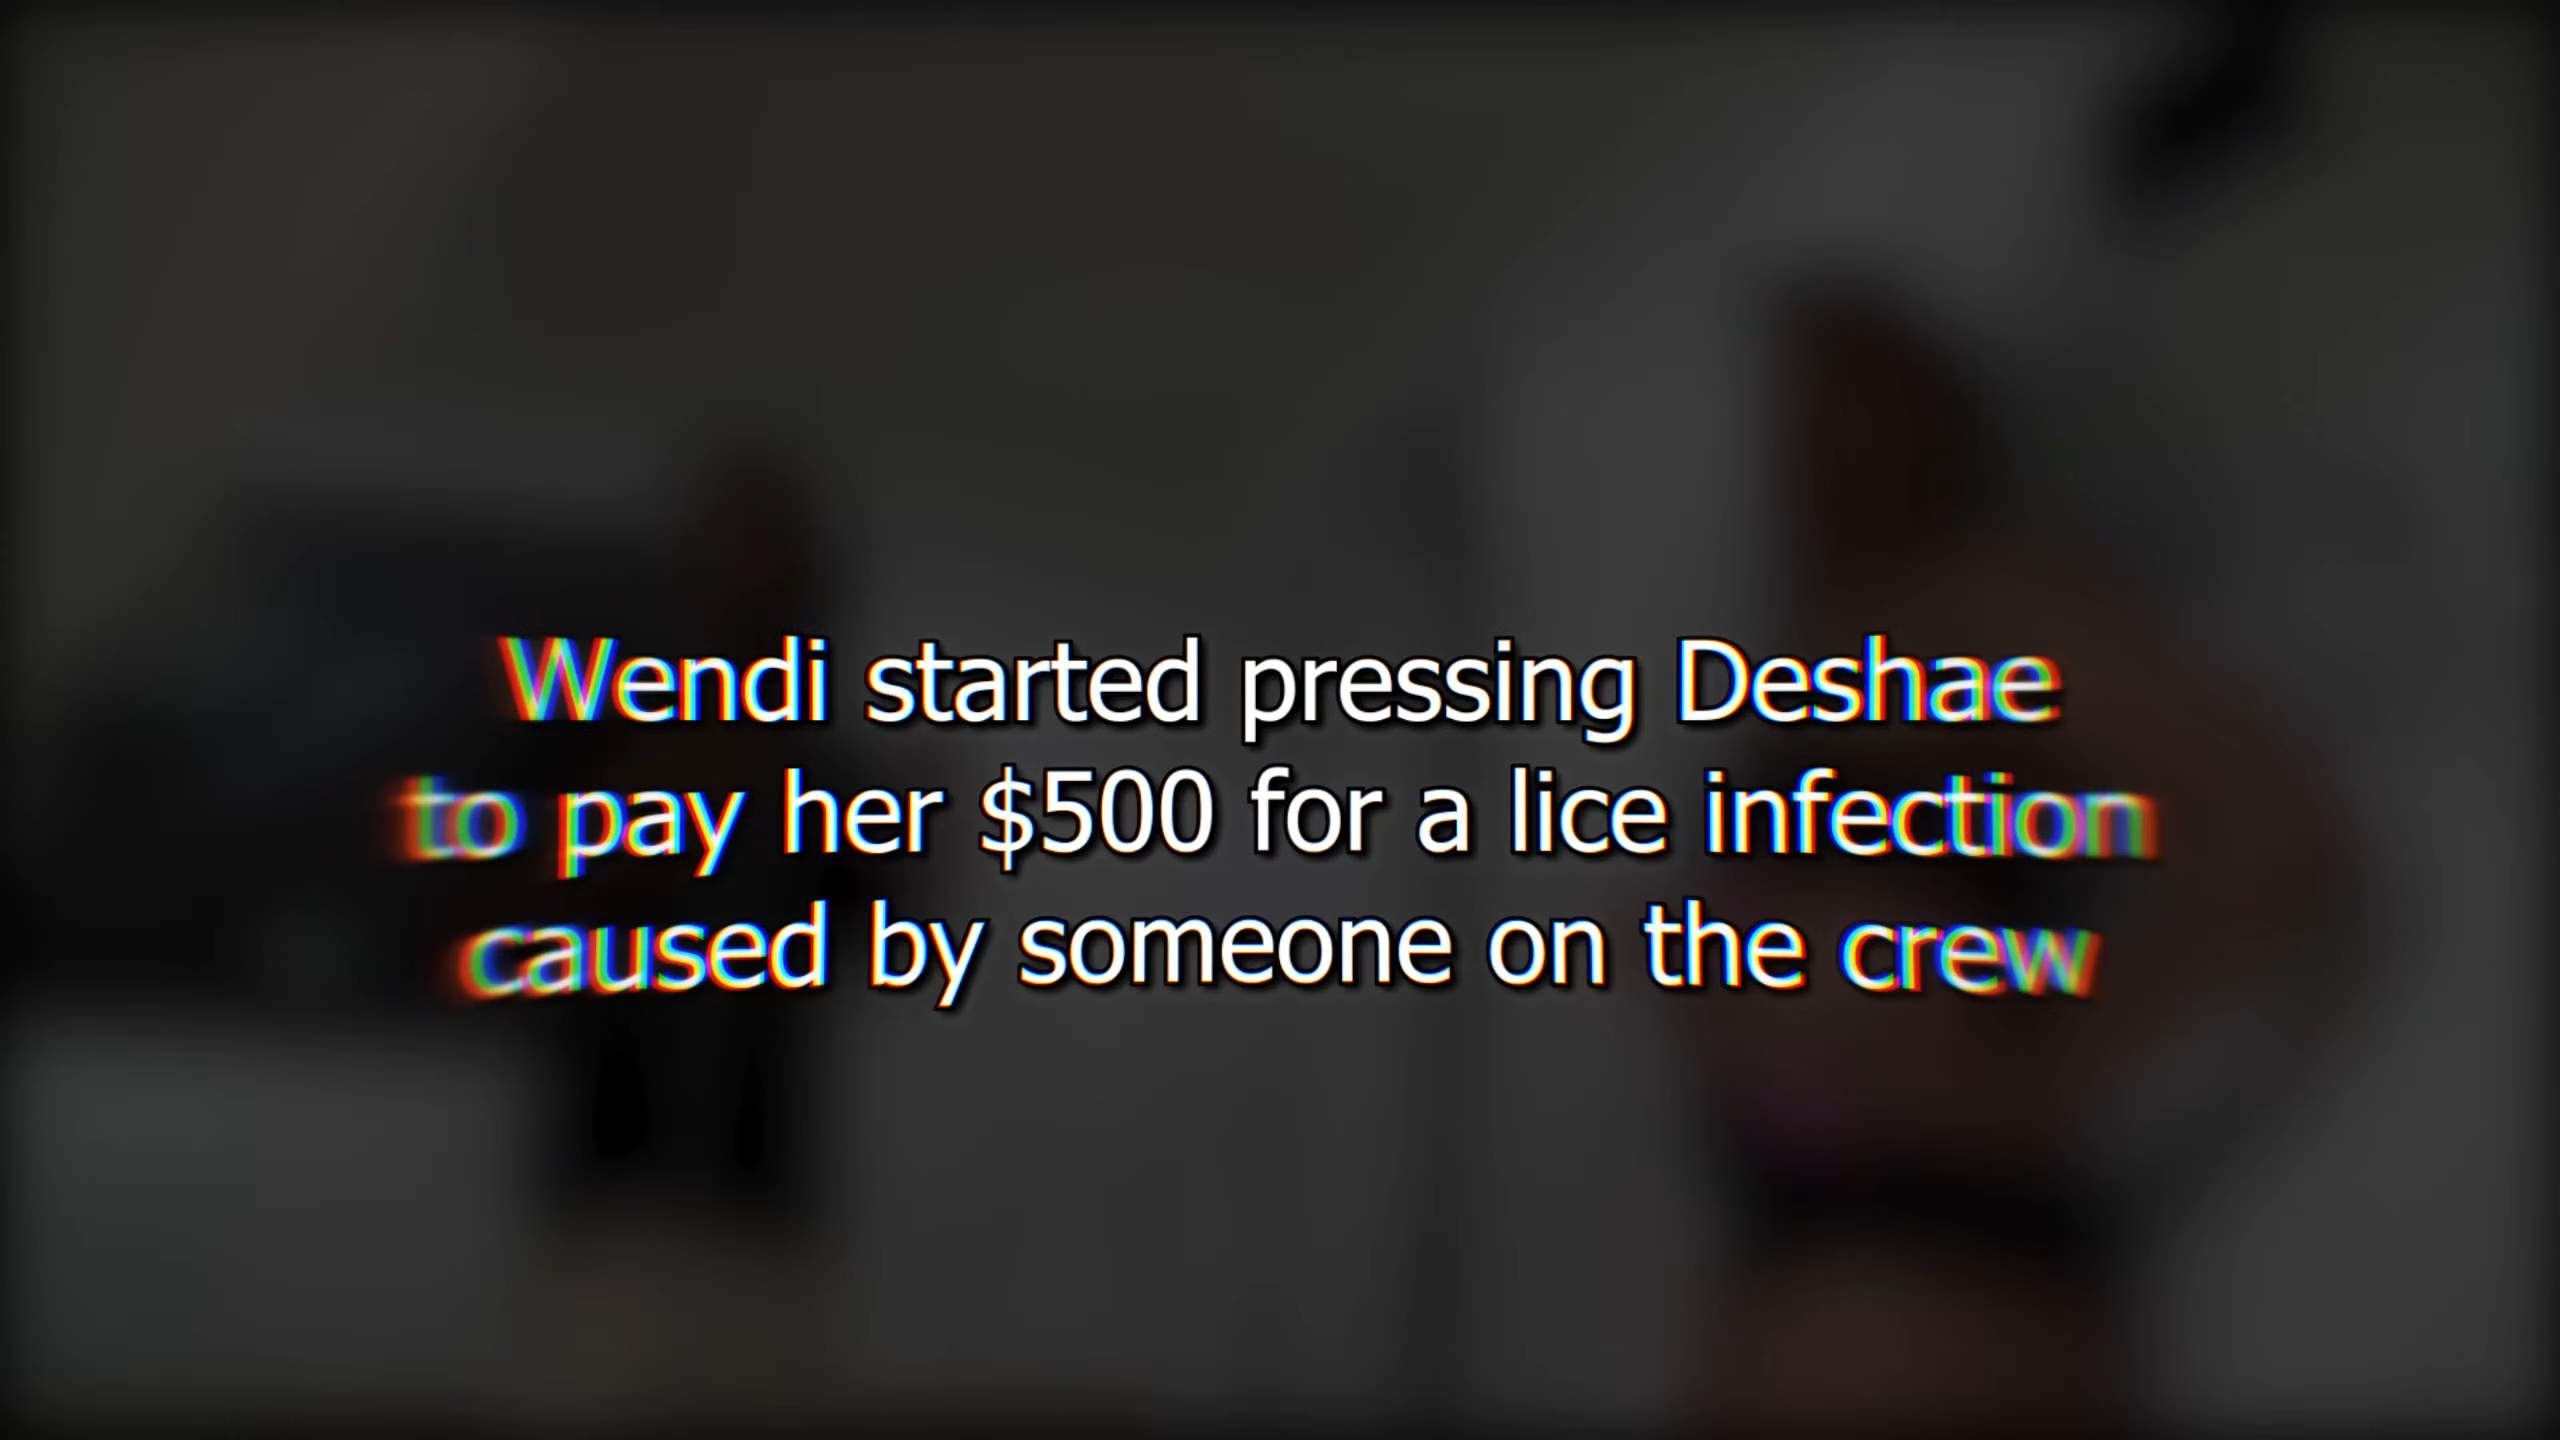 Wendi started pressing Deshae
to pay her $500 for a lice infection
caused by someone on the crew